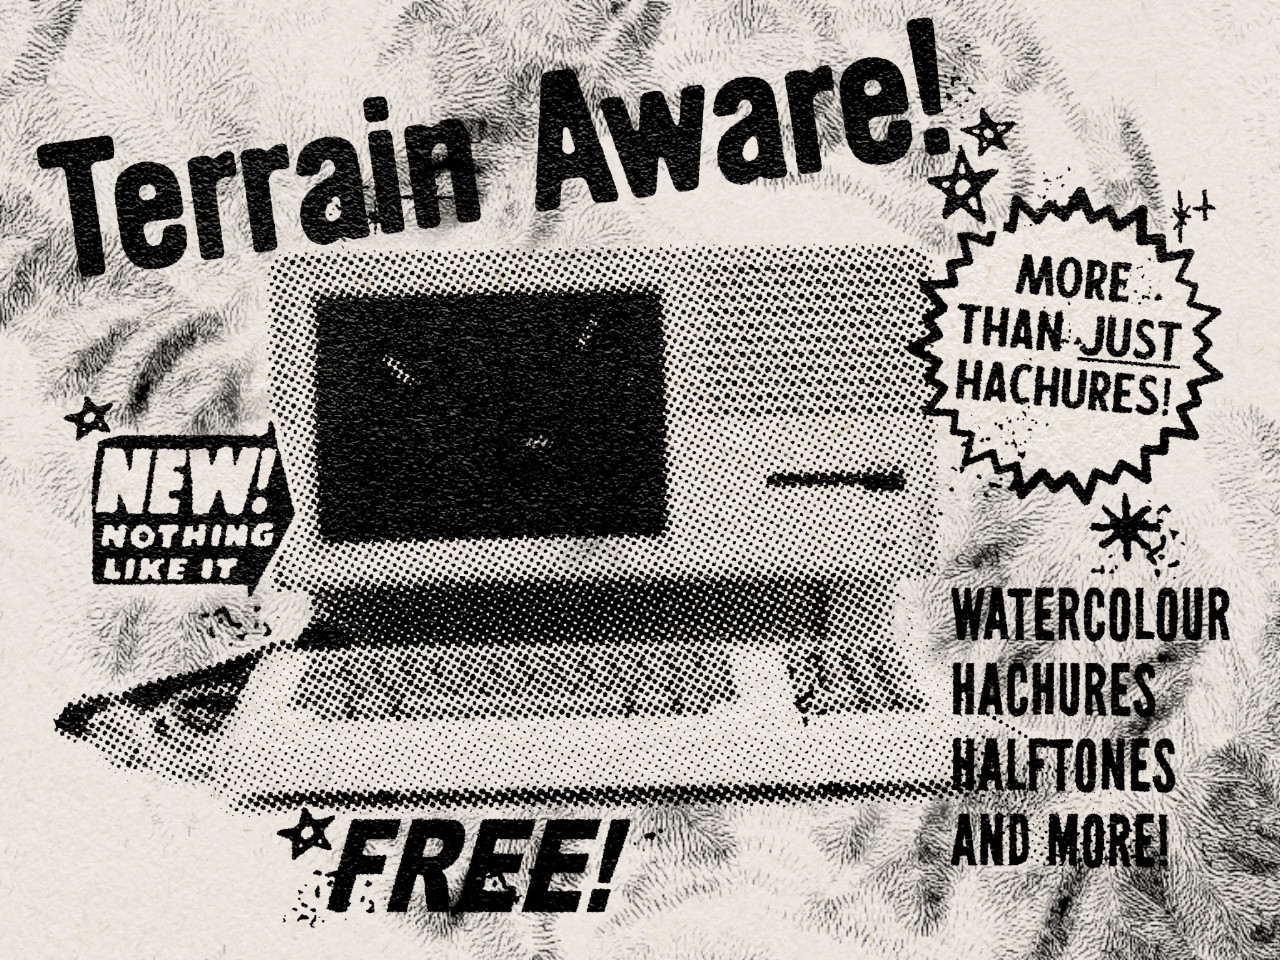 Terrain Aware!
MORE
THAN JUST
HACHURES!
NEW!
NOTHING
LIKE IT
WATERCOLOUR
HACHURES
HALFTONES
AND MORE!
FREE!